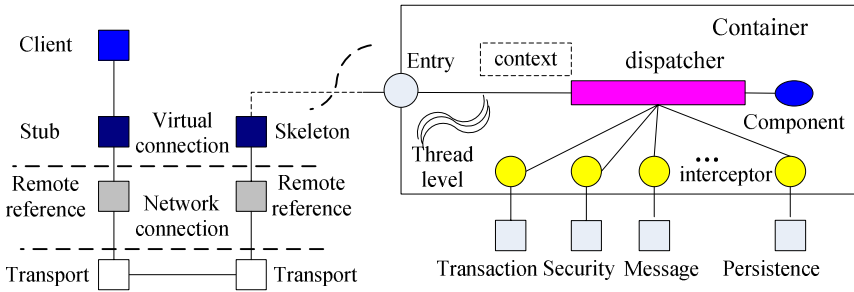 Client
Stub
Virtual
connection
Skeleton
Remote
reference
Network
connection
Remote
reference
Transport
Transport
Container
Entry
context
dispatcher
Component
Thread
level
...
interceptor
Transaction
Security
Message
Persistence